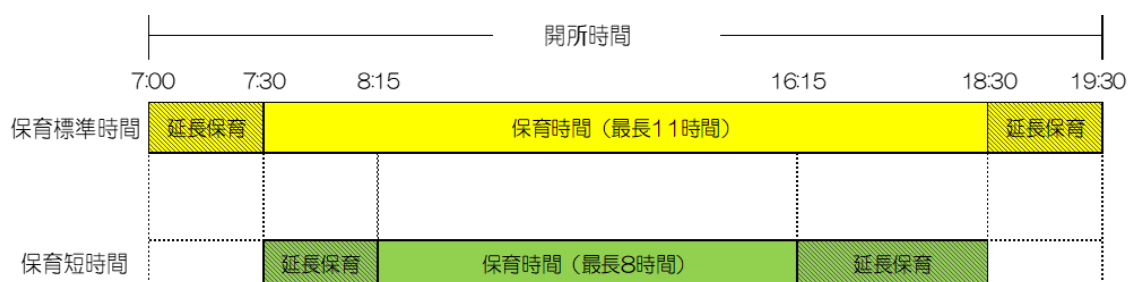 開所時間
7:00 7:30 8:15 16:15 18:30 19:30
保育標準時間 延長保育 保育時間(最長11時間) 延長保育
保育短時間 延長保育 保育時間(最長8時間) 延長保育